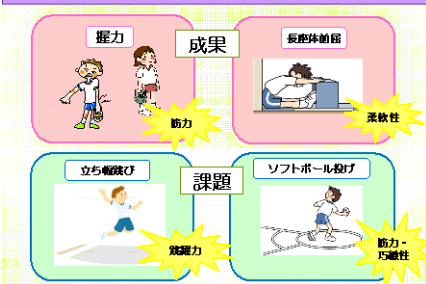 握力
成果
長座体前屈
筋力
柔軟性
立ち幅跳び
課題
ソフトボール投げ
跳躍力
筋力・
巧緻性